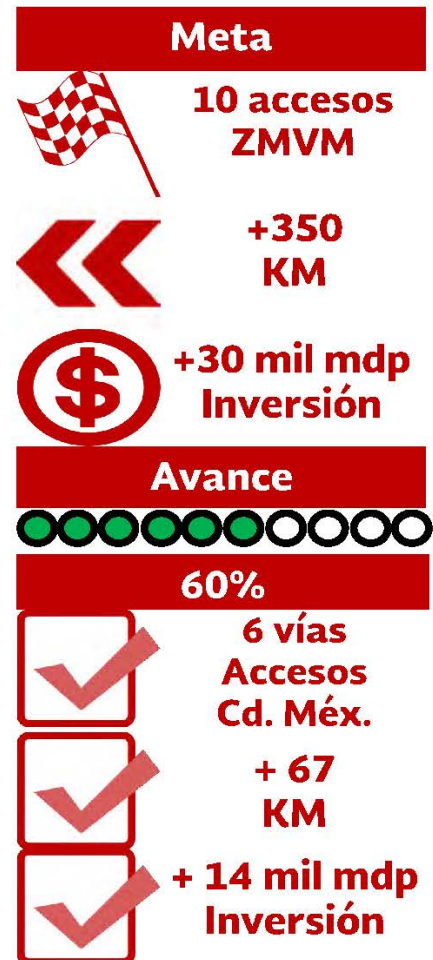 Meta
10 accesos
ZMVM
+350
KM
$
+30 mil mdp
Inversión
Avance
60%
6 vías
Accesos
Cd. Méx.
+ 67
KM
+ 14 mil mdp
Inversión